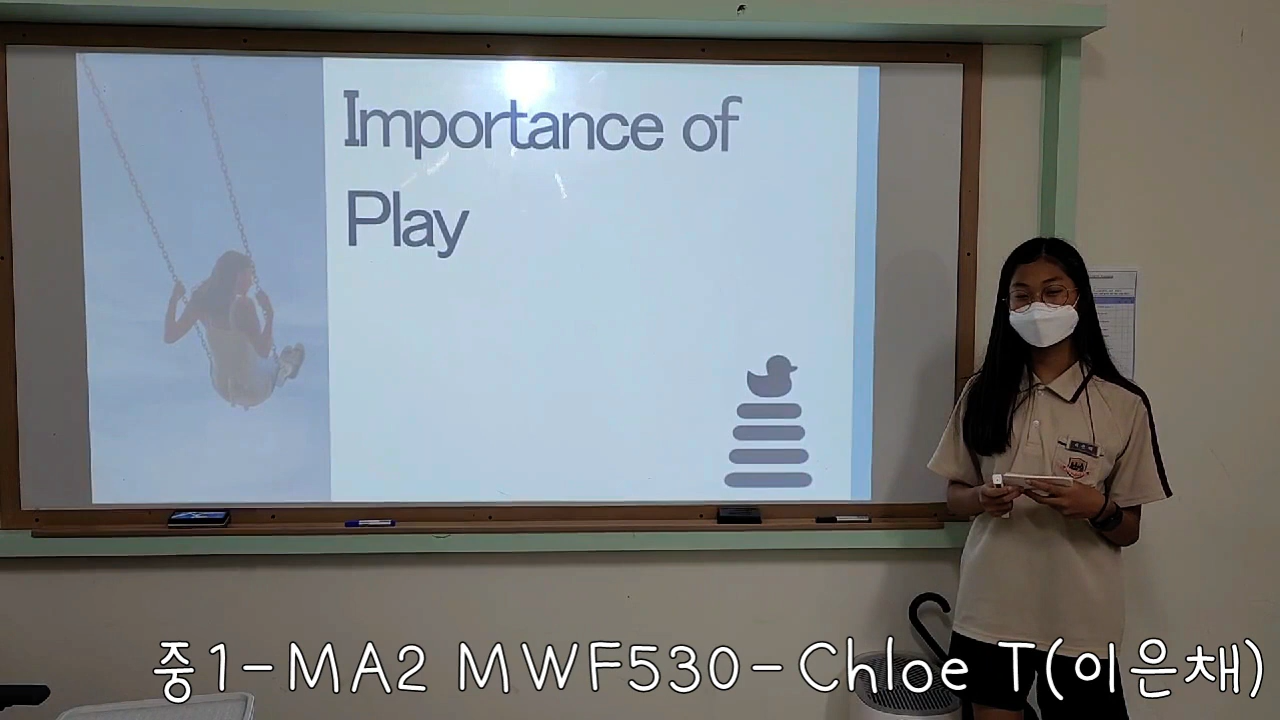 Importance of
Play
중1-MA2 MWF530-Chloe T(이은채)